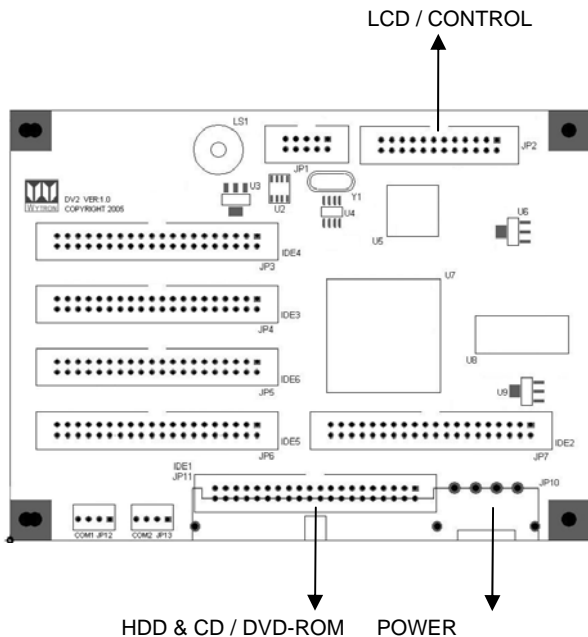 LCD / CONTROL
LS1
JP1
JP2
U3
U2
Y1
U4
U5
U6
WYTRON
DV2 VER:1.0
COPYRIGHT 2005
IDE4
JP3
U7
IDE3
JP4
U8
IDE6
JP5
U9
IDE5
JP6
IDE2
JP7
IDE1
JP11
JP10
COM1 JP12
COM2 JP13
HDD & CD / DVD-ROM
POWER